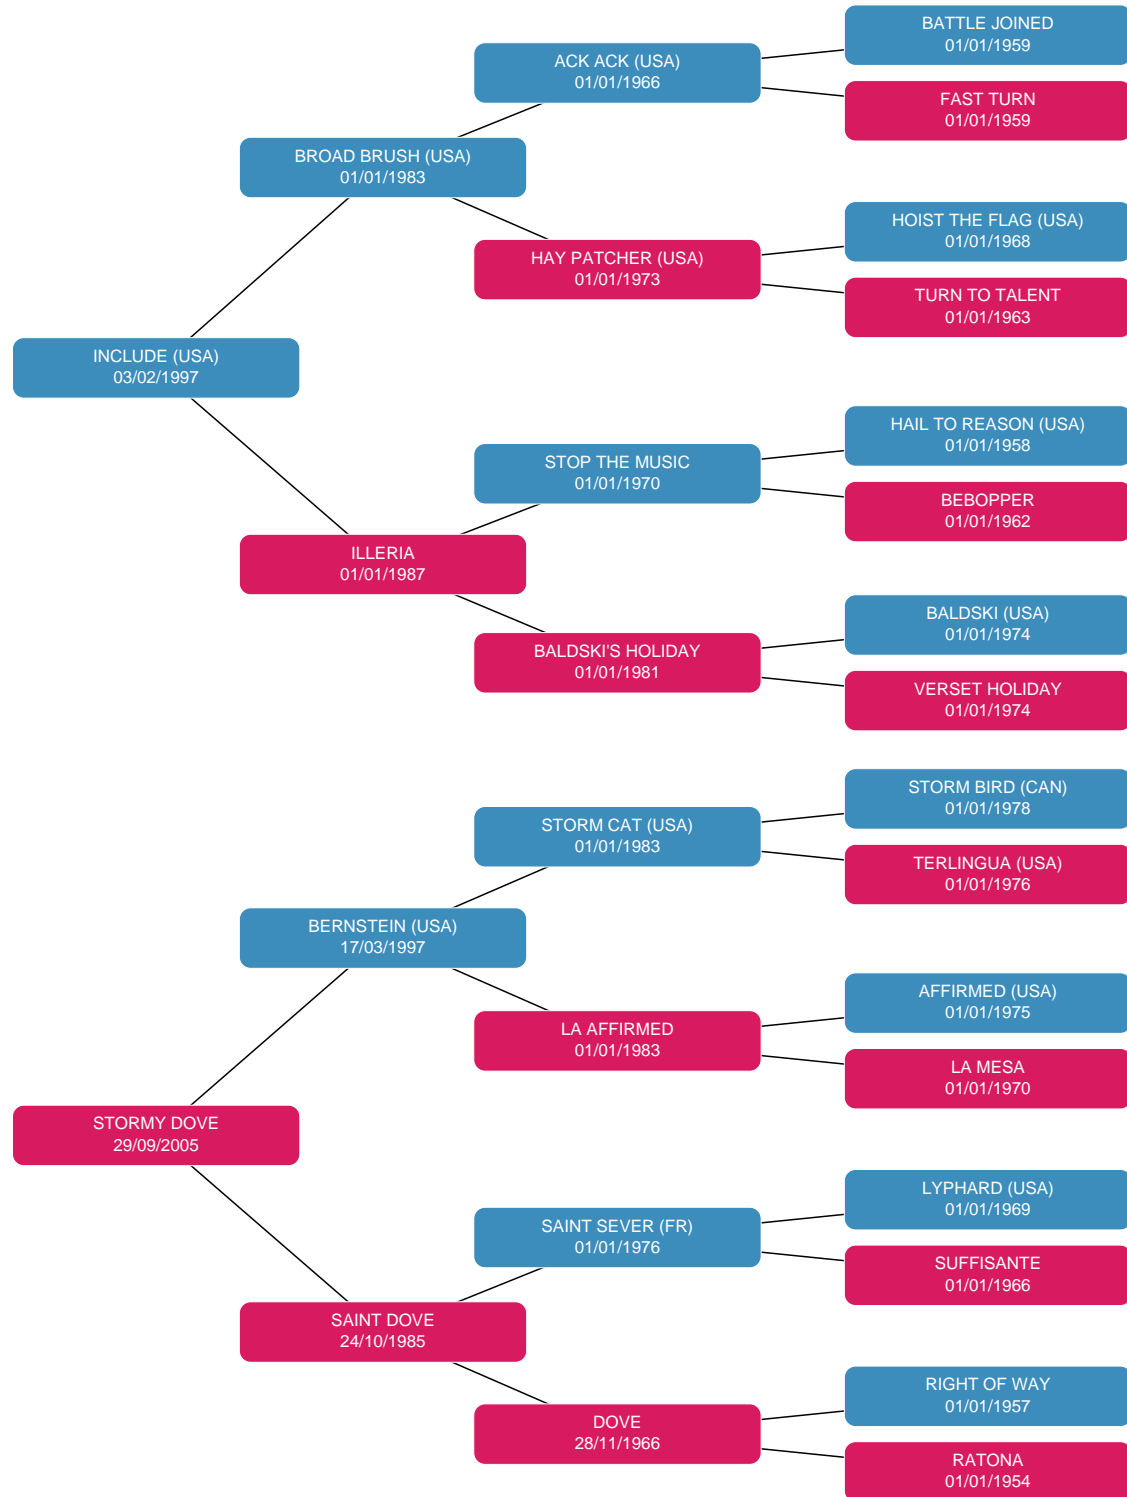 BATTLE JOINED
01/01/1959
ACK ACK (USA)
01/01/1966
FAST TURN
01/01/1959
BROAD BRUSH (USA)
01/01/1983
HOIST THE FLAG (USA)
01/01/1968
HAY PATCHER (USA)
01/01/1973
TURN TO TALENT
01/01/1963
INCLUDE (USA)
03/02/1997
HAIL TO REASON (USA)
01/01/1958
STOP THE MUSIC
01/01/1970
BEBOPPER
01/01/1962
ILLERIA
01/01/1987
BALDSKI (USA)
01/01/1974
BALDSKI'S HOLIDAY
01/01/1981
VERSET HOLIDAY
01/01/1974
STORM BIRD (CAN)
01/01/1978
STORM CAT (USA)
01/01/1983
TERLINGUA (USA)
01/01/1976
BERNSTEIN (USA)
17/03/1997
AFFIRMED (USA)
01/01/1975
LA AFFIRMED
01/01/1983
LA MESA
01/01/1970
STORMY DOVE
29/09/2005
LYPHARD (USA)
01/01/1969
SAINT SEVER (FR)
01/01/1976
SUFFISANTE
01/01/1966
SAINT DOVE
24/10/1985
RIGHT OF WAY
01/01/1957
DOVE
28/11/1966
RATONA
01/01/1954